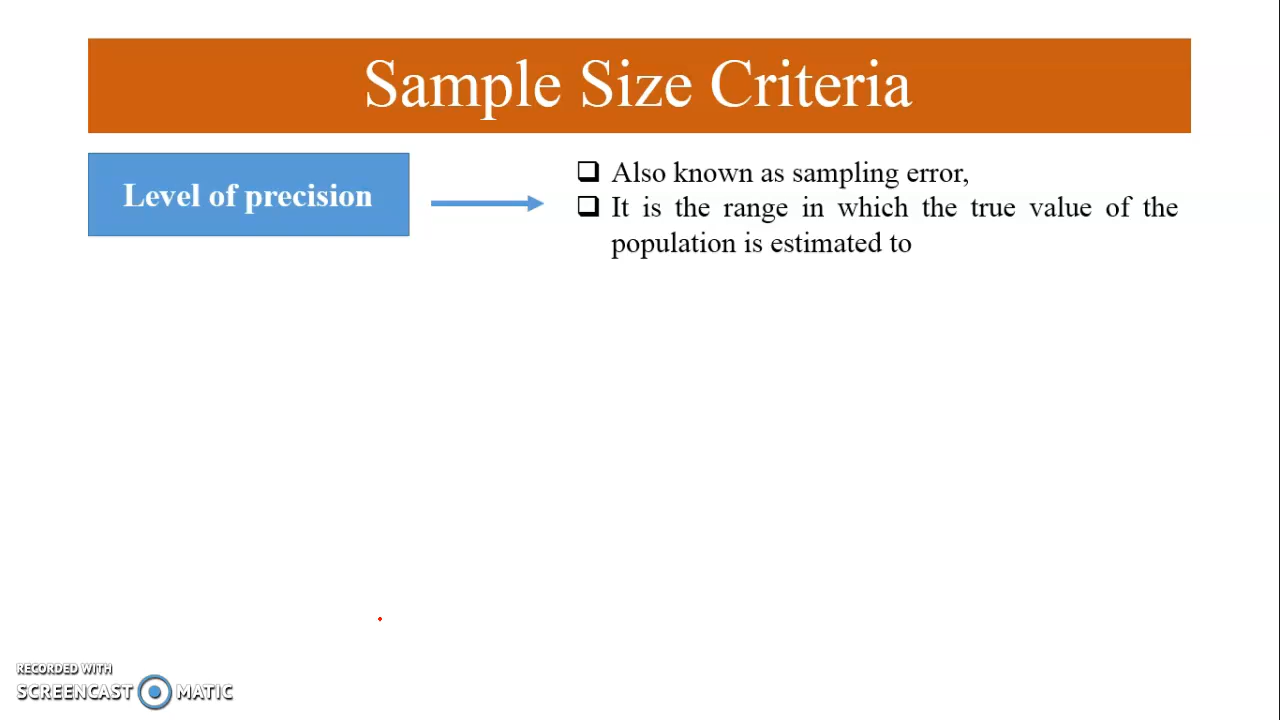 Sample Size Criteria
Level of precision
Also known as sampling error,
It is the range in which the true value of the
population is estimated to
RECORDED WITH
SCREENCAST MATIC